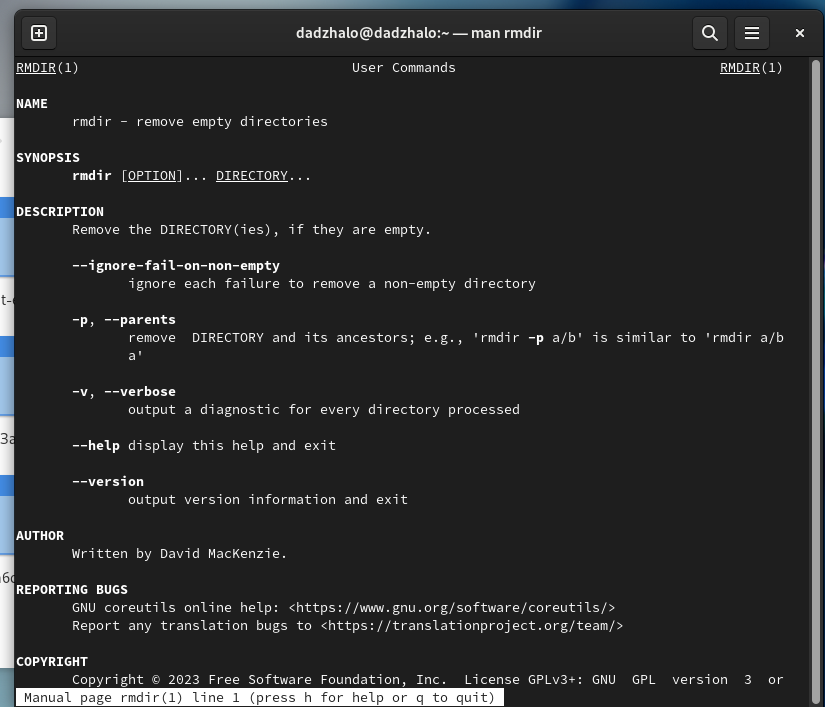 dadzhalo@dadzhalo:~ — man rmdir
RMDIR(1) User Commands RMDIR(1)
NAME
rmdir - remove empty directories
SYNOPSIS
rmdir [OPTION]... DIRECTORY...
DESCRIPTION
Remove the DIRECTORY(ies), if they are empty.
--ignore-fail-on-non-empty
ignore each failure to remove a non-empty directory
-p, --parents
remove DIRECTORY and its ancestors; e.g., 'rmdir -p a/b' is similar to 'rmdir a/b
a'
-v, --verbose
output a diagnostic for every directory processed
--help display this help and exit
--version
output version information and exit
AUTHOR
Written by David MacKenzie.
REPORTING BUGS
GNU coreutils online help: <https://www.gnu.org/software/coreutils/>
Report any translation bugs to <https://translationproject.org/team/>
COPYRIGHT
Copyright © 2023 Free Software Foundation, Inc. License GPLv3+: GNU GPL version 3 or
Manual page rmdir(1) line 1 (press h for help or q to quit)